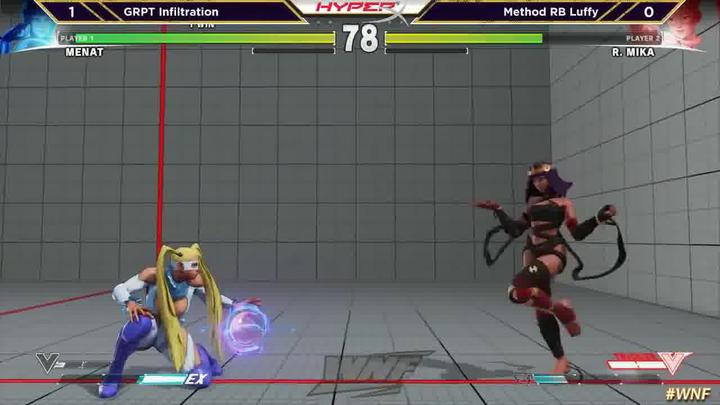 1 GRPT Infiltration
HYPER
Method RB Luffy 0
1 WIN
PLAYER 1
78
PLAYER 2
MENAT
R. MIKA
WNF
EX
#WNF